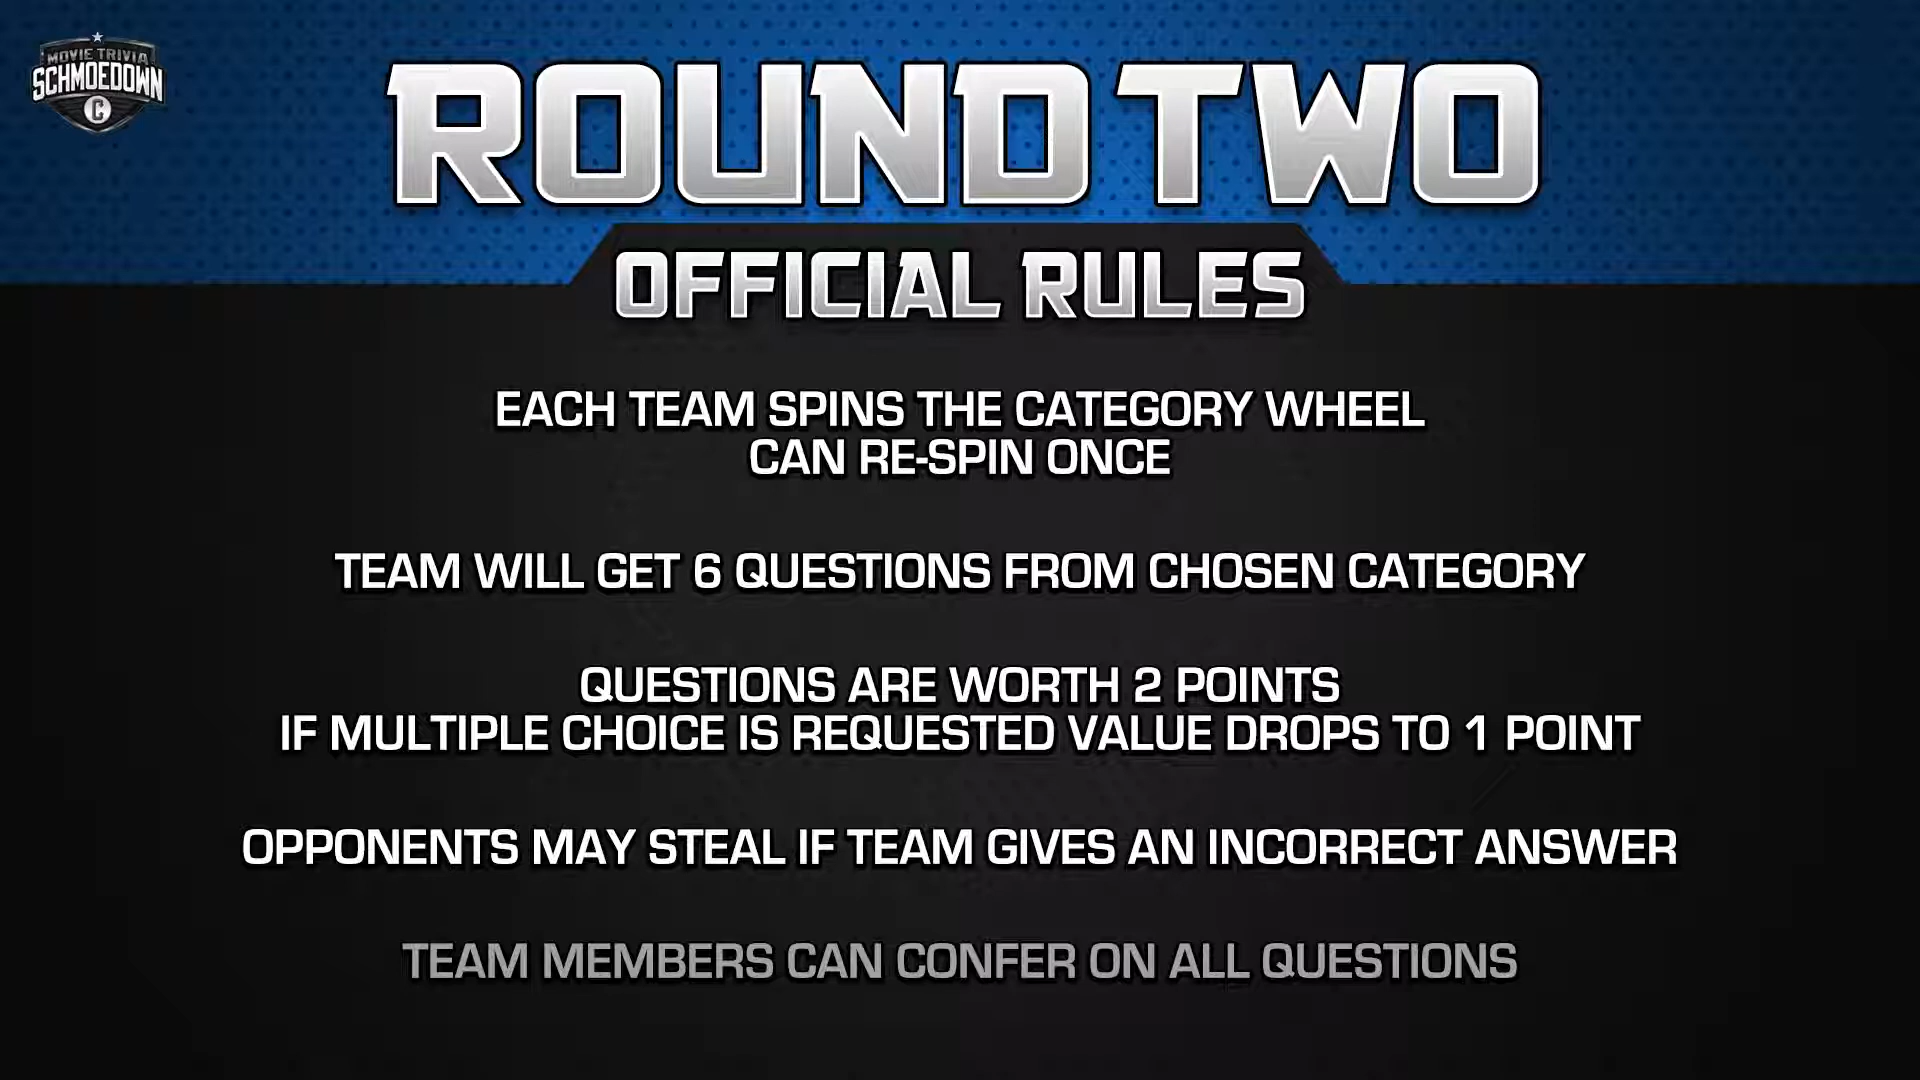 MOVIE TRIVIA
SCHMOEDOWN
C
ROUND TWO
OFFICIAL RULES
EACH TEAM SPINS THE CATEGORY WHEEL
CAN RE-SPIN ONCE
TEAM WILL GET 6 QUESTIONS FROM CHOSEN CATEGORY
QUESTIONS ARE WORTH 2 POINTS
IF MULTIPLE CHOICE IS REQUESTED VALUE DROPS TO 1 POINT
OPPONENTS MAY STEAL IF TEAM GIVES AN INCORRECT ANSWER
TEAM MEMBERS CAN CONFER ON ALL QUESTIONS